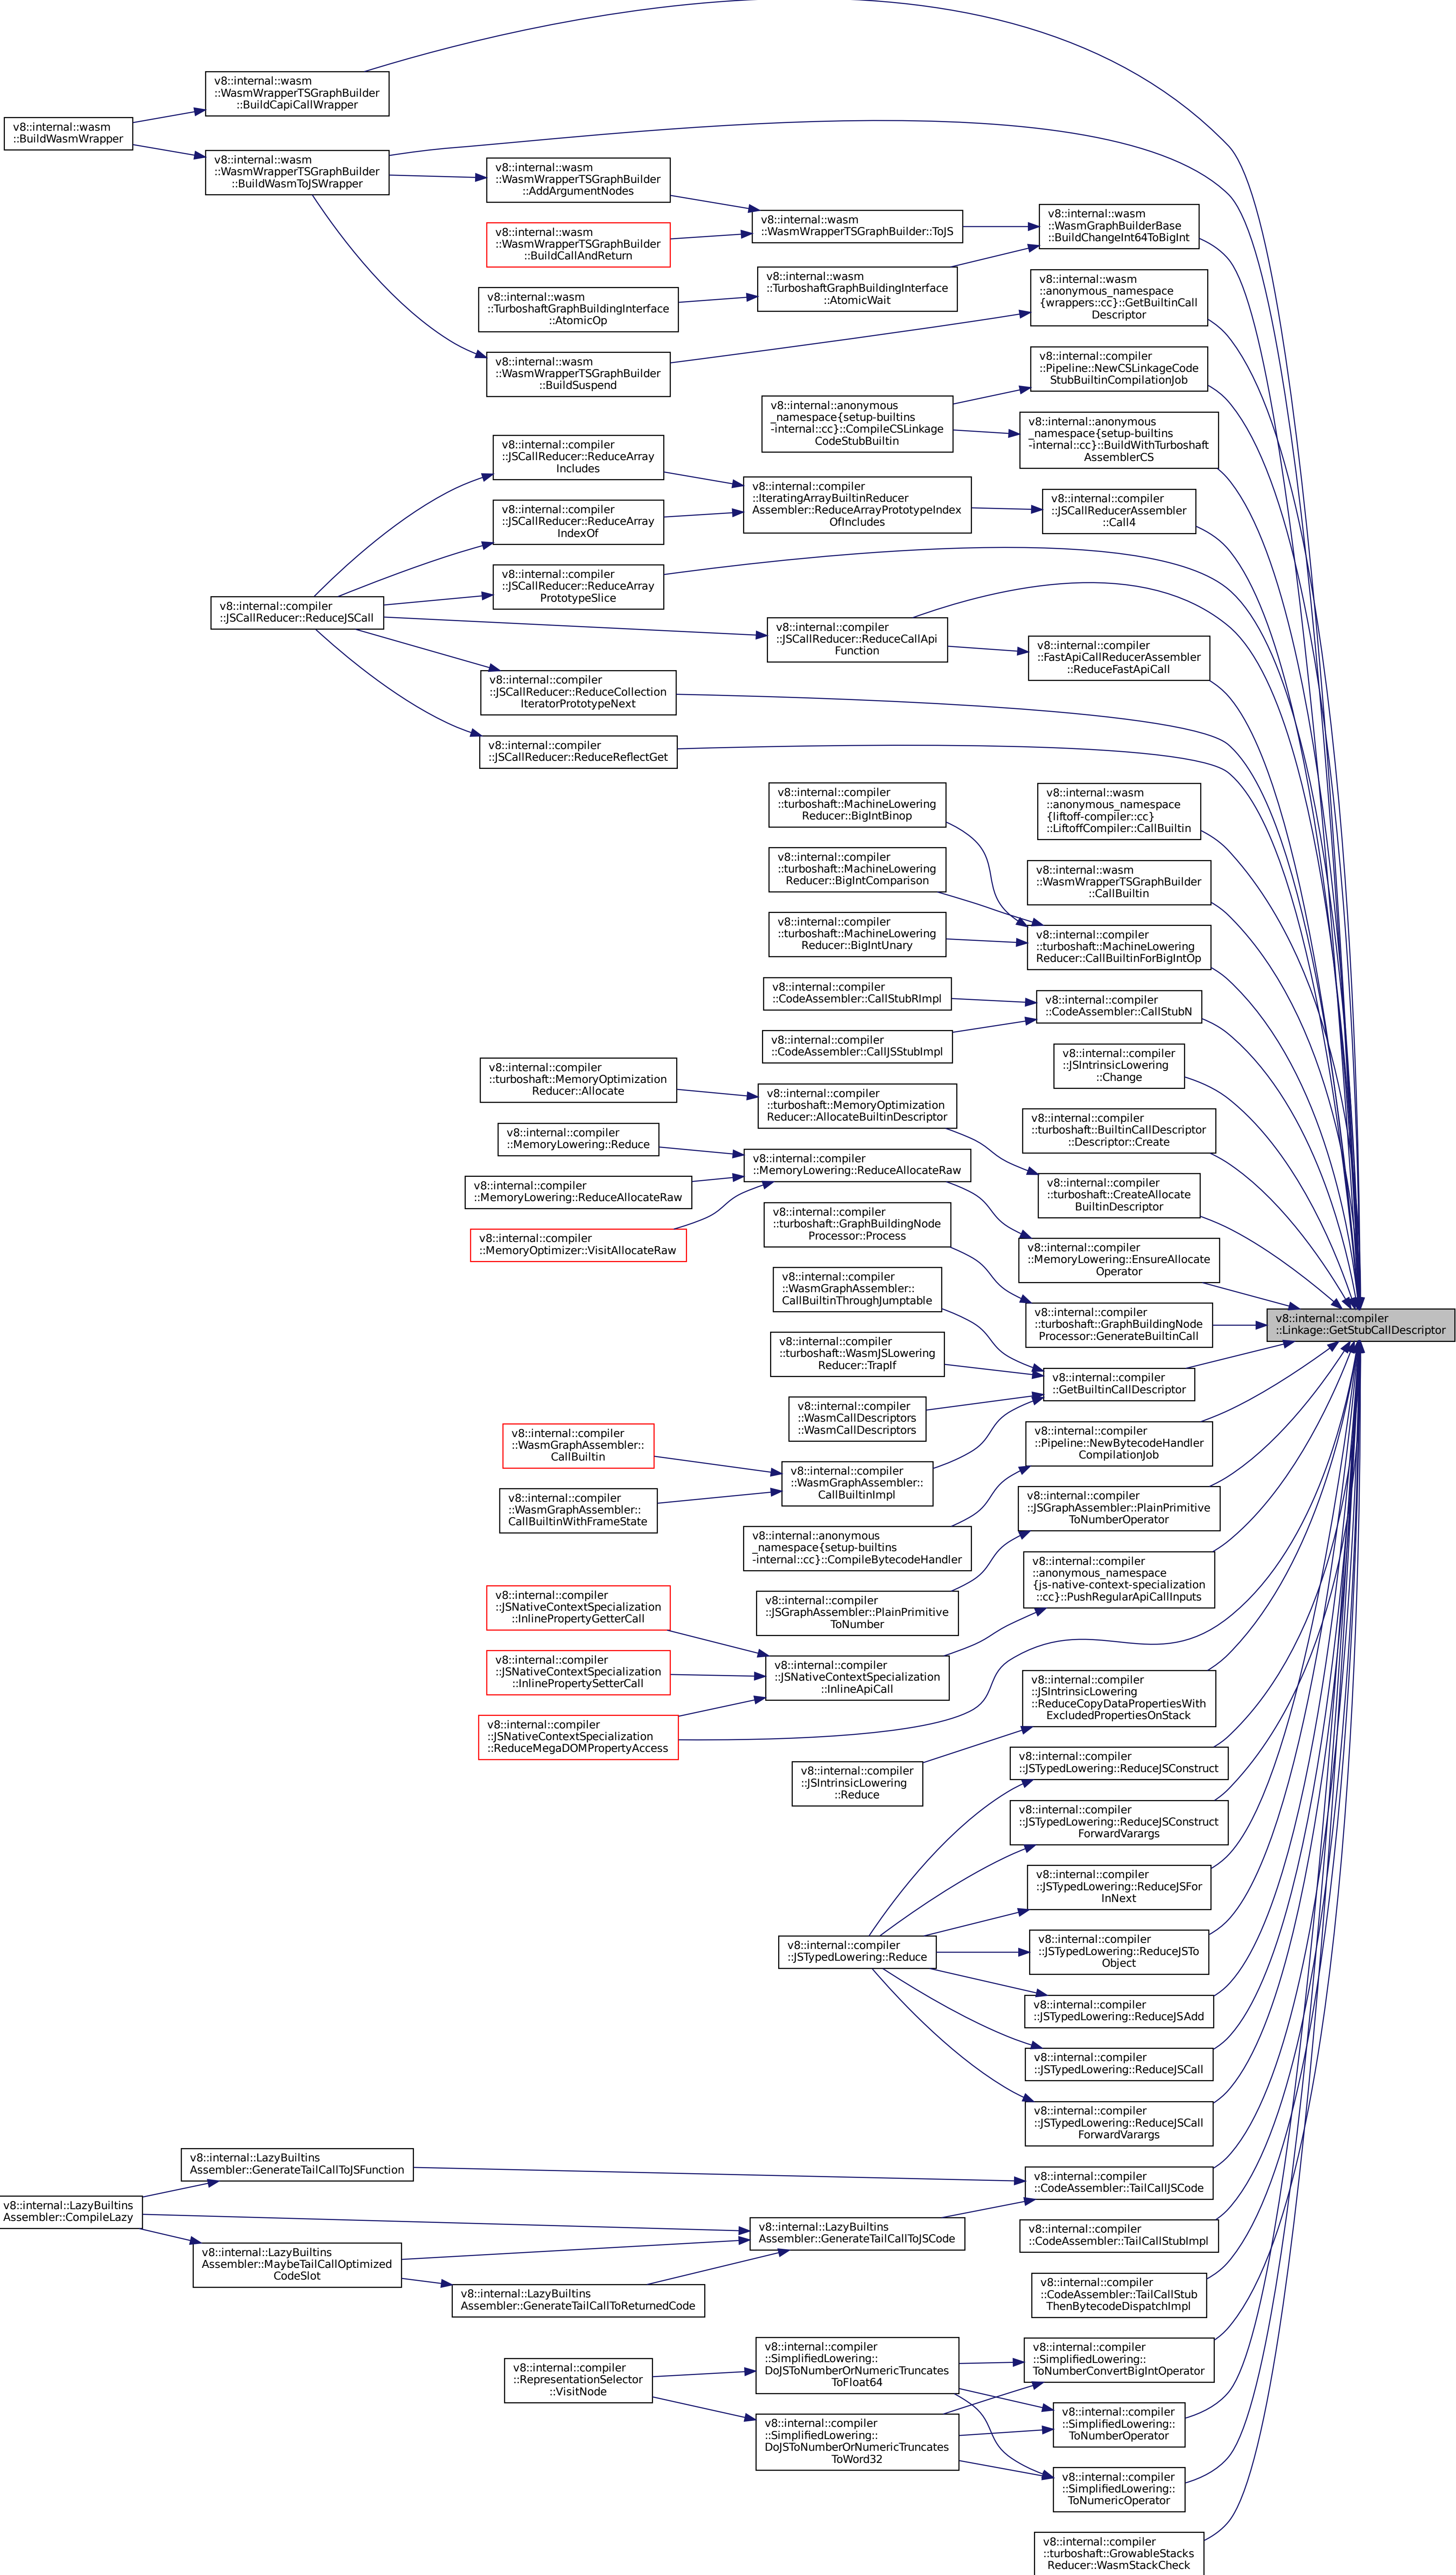 v8::internal::wasm
::WasmWrapperTSGraphBuilder
::BuildCapiCallWrapper
v8::internal::wasm
::BuildWasmWrapper
v8::internal::wasm
::WasmWrapperTSGraphBuilder
::BuildWasmToJSWrapper
v8::internal::wasm
::WasmWrapperTSGraphBuilder
::AddArgumentNodes
v8::internal::wasm
::WasmWrapperTSGraphBuilder
::BuildCallAndReturn
v8::internal::wasm
::WasmWrapperTSGraphBuilder::ToJS
v8::internal::wasm
::WasmGraphBuilderBase
::BuildChangeInt64ToBigInt
v8::internal::wasm
::TurboshaftGraphBuildingInterface
::AtomicOp
v8::internal::wasm
::TurboshaftGraphBuildingInterface
::AtomicWait
v8::internal::wasm
::anonymous_namespace
{wrappers::cc}::GetBuiltinCall
Descriptor
v8::internal::wasm
::WasmWrapperTSGraphBuilder
::BuildSuspend
v8::internal::compiler
::Pipeline::NewCSLinkageCode
StubBuiltinCompilationJob
v8::internal::anonymous
_namespace{setup-builtins
-internal::cc}::CompileCSLinkage
CodeStubBuiltin
v8::internal::anonymous
_namespace{setup-builtins
-internal::cc}::BuildWithTurboshaft
AssemblerCS
v8::internal::compiler
::JSCallReducer::ReduceArray
Includes
v8::internal::compiler
::JSCallReducer::ReduceArray
IndexOf
v8::internal::compiler
::IteratingArrayBuiltinReducer
Assembler::ReduceArrayPrototypeIndex
OfIncludes
v8::internal::compiler
::JSCallReducerAssembler
::Call4
v8::internal::compiler
::JSCallReducer::ReduceArray
PrototypeSlice
v8::internal::compiler
::JSCallReducer::ReduceJSCall
v8::internal::compiler
::JSCallReducer::ReduceCallApi
Function
v8::internal::compiler
::FastApiCallReducerAssembler
::ReduceFastApiCall
v8::internal::compiler
::JSCallReducer::ReduceCollection
IteratorPrototypeNext
v8::internal::compiler
::JSCallReducer::ReduceReflectGet
v8::internal::compiler
::turboshaft::MachineLowering
Reducer::BigIntBinop
v8::internal::wasm
::anonymous_namespace
{liftoff-compiler::cc}
::LiftoffCompiler::CallBuiltin
v8::internal::compiler
::turboshaft::MachineLowering
Reducer::BigIntComparison
v8::internal::wasm
::WasmWrapperTSGraphBuilder
::CallBuiltin
v8::internal::compiler
::turboshaft::MachineLowering
Reducer::BigIntUnary
v8::internal::compiler
::turboshaft::MachineLowering
Reducer::CallBuiltinForBigIntOp
v8::internal::compiler
::CodeAssembler::CallStubRImpl
v8::internal::compiler
::CodeAssembler::CallStubN
v8::internal::compiler
::CodeAssembler::CallJSStubImpl
v8::internal::compiler
::JSIntrinsicLowering
::Change
v8::internal::compiler
::turboshaft::MemoryOptimization
Reducer::Allocate
v8::internal::compiler
::turboshaft::MemoryOptimization
Reducer::AllocateBuiltinDescriptor
v8::internal::compiler
::turboshaft::BuiltinCallDescriptor
::Descriptor::Create
v8::internal::compiler
::MemoryLowering::Reduce
v8::internal::compiler
::MemoryLowering::ReduceAllocateRaw
v8::internal::compiler
::MemoryLowering::ReduceAllocateRaw
v8::internal::compiler
::turboshaft::CreateAllocate
BuiltinDescriptor
v8::internal::compiler
::MemoryOptimizer::VisitAllocateRaw
v8::internal::compiler
::turboshaft::GraphBuildingNode
Processor::Process
v8::internal::compiler
::MemoryLowering::EnsureAllocate
Operator
v8::internal::compiler
::WasmGraphAssembler::
CallBuiltinThroughJumptable
v8::internal::compiler
::turboshaft::GraphBuildingNode
Processor::GenerateBuiltinCall
v8::internal::compiler
::Linkage::GetStubCallDescriptor
v8::internal::compiler
::turboshaft::WasmJSLowering
Reducer::TrapIf
v8::internal::compiler
::GetBuiltinCallDescriptor
v8::internal::compiler
::WasmCallDescriptors
::WasmCallDescriptors
v8::internal::compiler
::WasmGraphAssembler::
CallBuiltin
v8::internal::compiler
::WasmGraphAssembler::
CallBuiltinImpl
v8::internal::compiler
::Pipeline::NewBytecodeHandler
CompilationJob
v8::internal::compiler
::WasmGraphAssembler::
CallBuiltinWithFrameState
v8::internal::compiler
::JSGraphAssembler::PlainPrimitive
ToNumberOperator
v8::internal::anonymous
_namespace{setup-builtins
-internal::cc}::CompileBytecodeHandler
v8::internal::compiler
::JSGraphAssembler::PlainPrimitive
ToNumber
v8::internal::compiler
::anonymous_namespace
{js-native-context-specialization
::cc}::PushRegularApiCallInputs
v8::internal::compiler
::JSNativeContextSpecialization
::InlinePropertyGetterCall
v8::internal::compiler
::JSNativeContextSpecialization
::InlinePropertySetterCall
v8::internal::compiler
::JSNativeContextSpecialization
::InlineApiCall
v8::internal::compiler
::JSNativeContextSpecialization
::ReduceMegaDOMPropertyAccess
v8::internal::compiler
::JSIntrinsicLowering
::ReduceCopyDataPropertiesWith
ExcludedPropertiesOnStack
v8::internal::compiler
::JSIntrinsicLowering
::Reduce
v8::internal::compiler
::JSTypedLowering::ReduceJSConstruct
v8::internal::compiler
::JSTypedLowering::ReduceJSConstruct
ForwardVarargs
v8::internal::compiler
::JSTypedLowering::ReduceJSFor
InNext
v8::internal::compiler
::JSTypedLowering::Reduce
v8::internal::compiler
::JSTypedLowering::ReduceJSTo
Object
v8::internal::compiler
::JSTypedLowering::ReduceJSAdd
v8::internal::compiler
::JSTypedLowering::ReduceJSCall
v8::internal::compiler
::JSTypedLowering::ReduceJSCall
ForwardVarargs
v8::internal::LazyBuiltins
Assembler::GenerateTailCallToJSFunction
v8::internal::compiler
::CodeAssembler::TailCallJSCode
v8::internal::LazyBuiltins
Assembler::CompileLazy
v8::internal::LazyBuiltins
Assembler::GenerateTailCallToJSCode
v8::internal::compiler
::CodeAssembler::TailCallStubImpl
v8::internal::LazyBuiltins
Assembler::MaybeTailCallOptimized
CodeSlot
v8::internal::LazyBuiltins
Assembler::GenerateTailCallToReturnedCode
v8::internal::compiler
::CodeAssembler::TailCallStub
ThenBytecodeDispatchImpl
v8::internal::compiler
::RepresentationSelector
::VisitNode
v8::internal::compiler
::SimplifiedLowering::
DoJSToNumberOrNumericTruncates
ToFloat64
v8::internal::compiler
::SimplifiedLowering::
ToNumberConvertBigIntOperator
v8::internal::compiler
::SimplifiedLowering::
DoJSToNumberOrNumericTruncates
ToWord32
v8::internal::compiler
::SimplifiedLowering::
ToNumberOperator
v8::internal::compiler
::SimplifiedLowering::
ToNumericOperator
v8::internal::compiler
::turboshaft::GrowableStacks
Reducer::WasmStackCheck